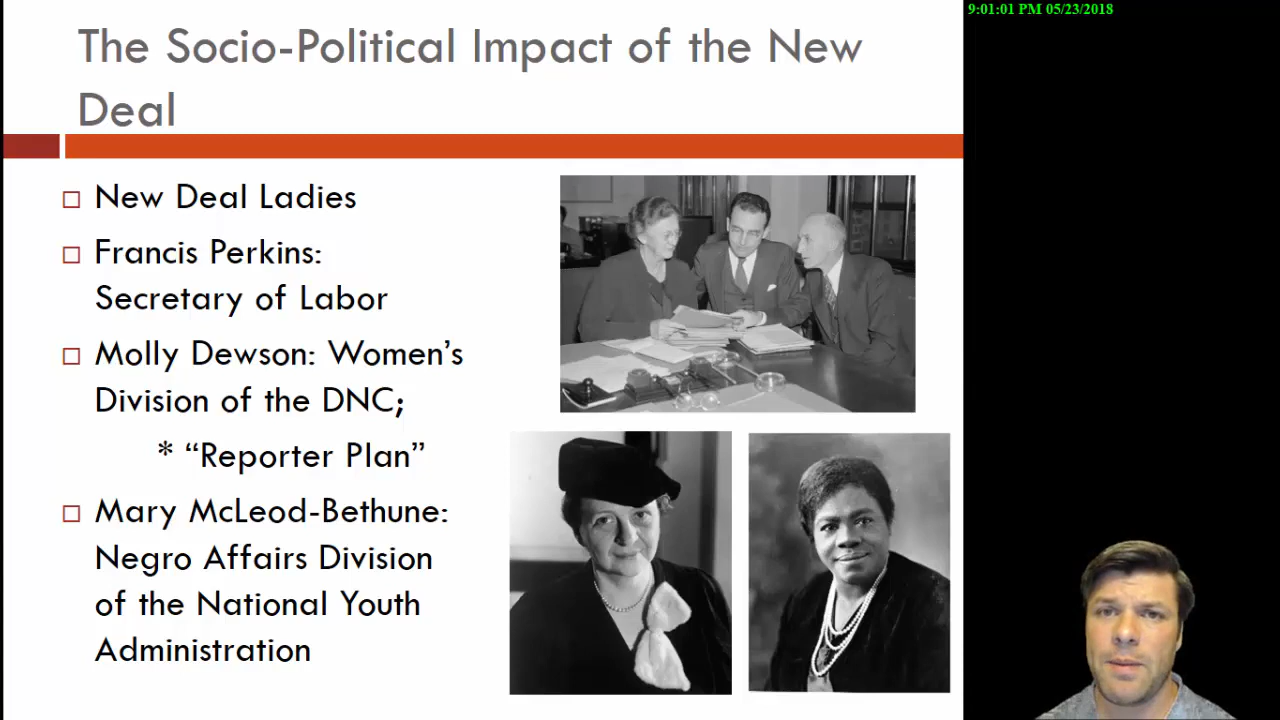 The Socio-Political Impact of the New
Deal
New Deal Ladies
Francis Perkins:
Secretary of Labor
Molly Dewson: Women’s
Division of the DNC;
* “Reporter Plan”
Mary McLeod-Bethune:
Negro Affairs Division
of the National Youth
Administration
9:01:01 PM 05/23/2018